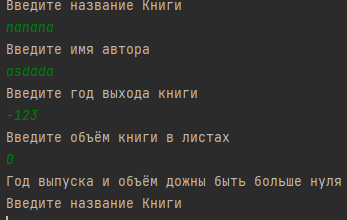 Введите название Книги
nanana
Введите имя автора
asdada
Введите год выхода книги
-123
Введите объём книги в листах
0
Год выпуска и объём дожны быть больше нуля
Введите название Книги